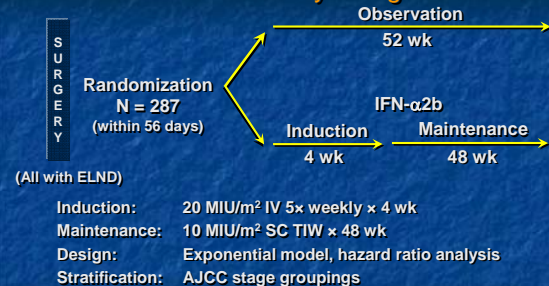 Observation
52 wk
SURGERY
Randomization
N = 287
(within 56 days)
IFN-α2b
Induction
Maintenance
4 wk
48 wk
(All with ELND)
Induction: 20 MIU/m² IV 5× weekly × 4 wk
Maintenance: 10 MIU/m² SC TIW × 48 wk
Design: Exponential model, hazard ratio analysis
Stratification: AJCC stage groupings